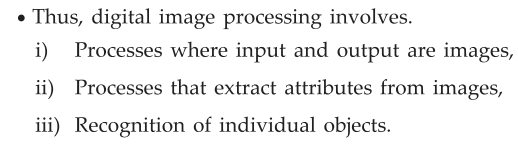 • Thus, digital image processing involves.
i) Processes where input and output are images,
ii) Processes that extract attributes from images,
iii) Recognition of individual objects.